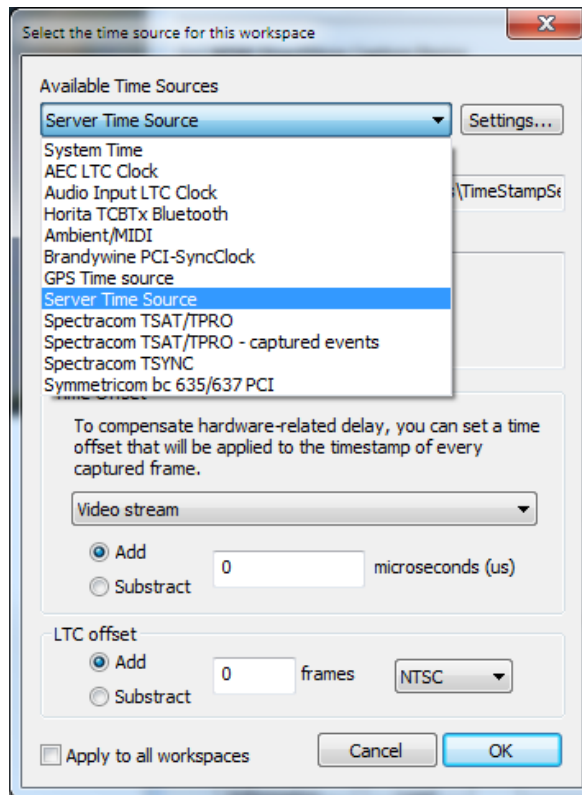 Select the time source for this workspace
Available Time Sources
Server Time Source
Settings...
System Time
AEC LTC Clock
Audio Input LTC Clock
\TimeStampSe
Horita TCBTx Bluetooth
Ambient/MIDI
Brandywine PCI-SyncClock
GPS Time source
Server Time Source
Spectracom TSAT/TPRO
Spectracom TSAT/TPRO - captured events
Spectracom TSYNC
Symmetricom bc 635/637 PCI
Time Offset
To compensate hardware-related delay, you can set a time
offset that will be applied to the timestamp of every
captured frame.
Video stream
Add
0
microseconds (us)
Substract
LTC offset
Add
0
frames
NTSC
Substract
Apply to all workspaces
Cancel
OK